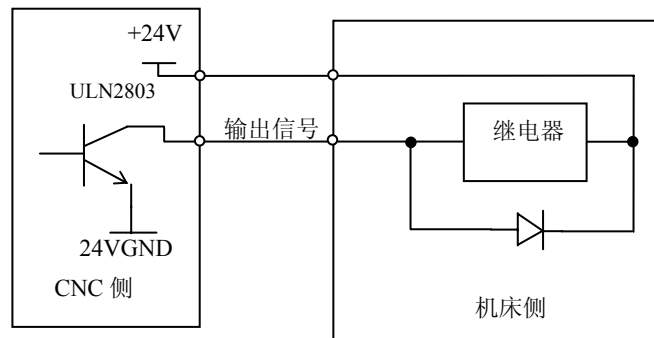 +24V
ULN2803
输出信号
继电器
24VGND
CNC 侧
机床侧